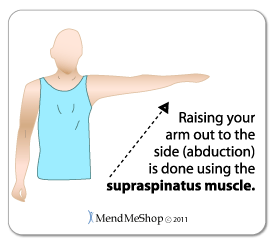 Raising your
arm out to the
side (abduction)
is done using the
supraspinatus muscle.
MendMeShop © 2011